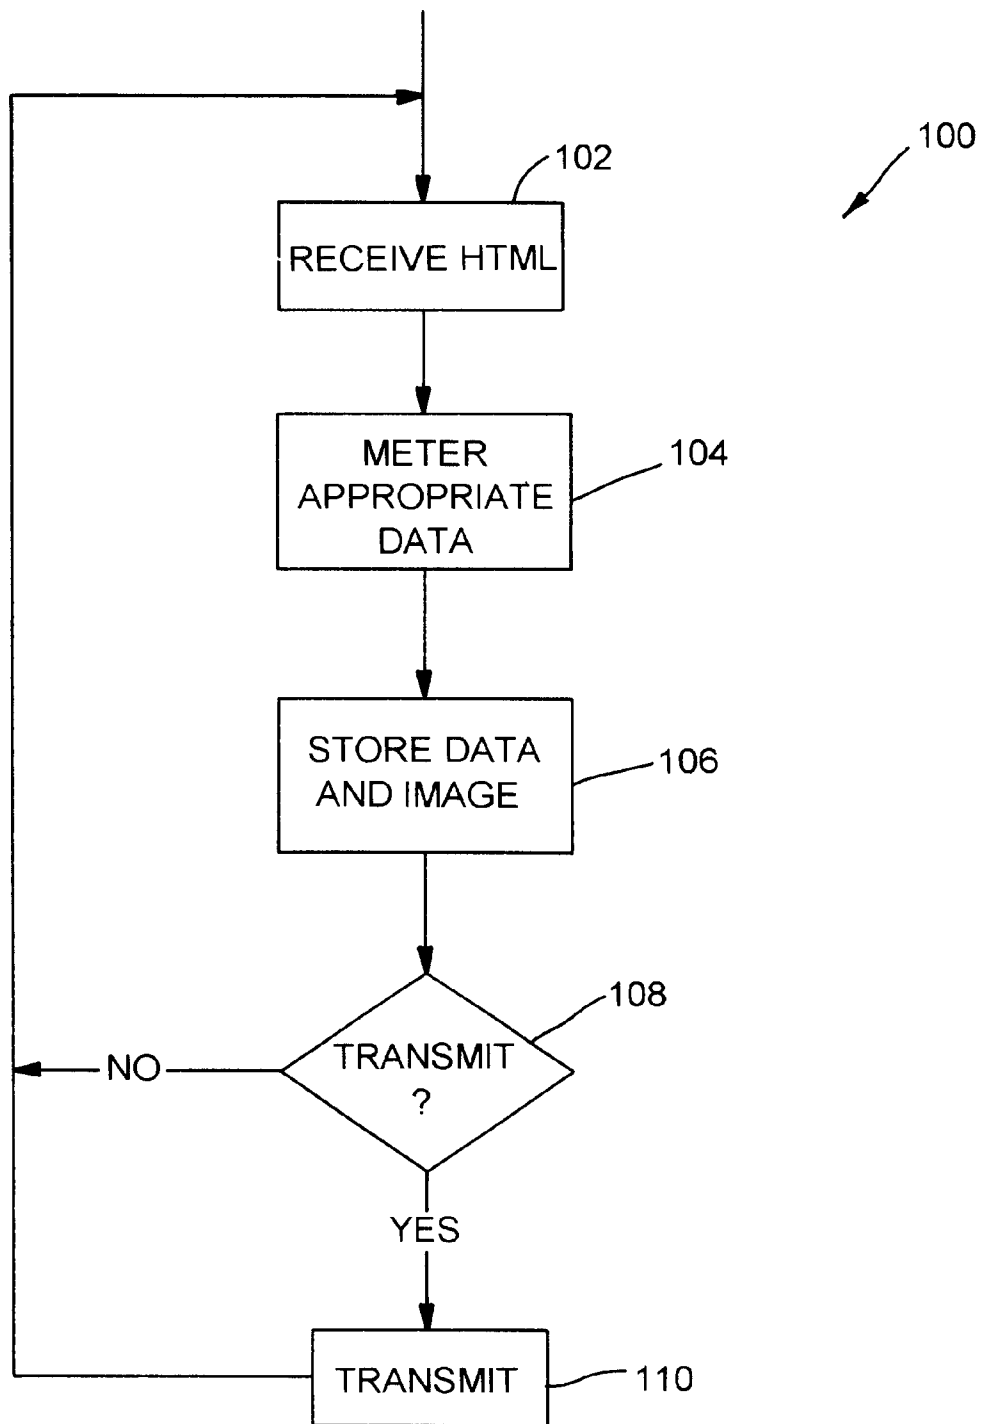 100
102
RECEIVE HTML
METER
APPROPRIATE
DATA
104
STORE DATA
AND IMAGE
106
108
TRANSMIT
?
NO
YES
TRANSMIT
110